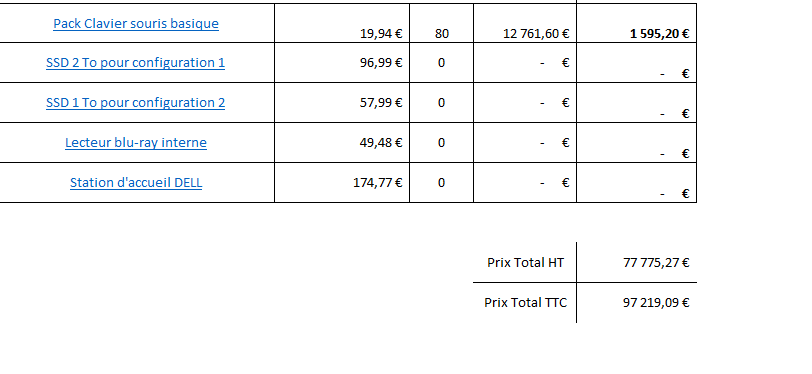 Pack Clavier souris basique 19,94 € 80 12 761,60 € 1 595,20 €
SSD 2 To pour configuration 1 96,99 € 0 - € - €
SSD 1 To pour configuration 2 57,99 € 0 - € - €
Lecteur blu-ray interne 49,48 € 0 - € - €
Station d'accueil DELL 174,77 € 0 - € - €
Prix Total HT 77 775,27 €
Prix Total TTC 97 219,09 €